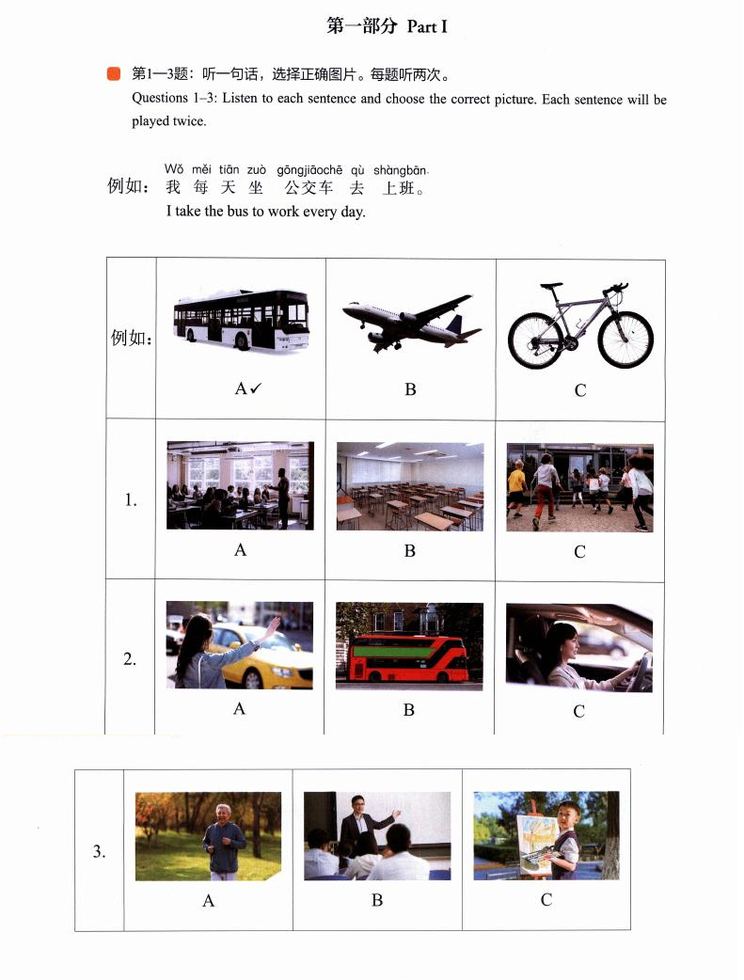 第一部分 Part I
第1—3题：听一句话，选择正确图片。每题听两次。
Questions 1–3: Listen to each sentence and choose the correct picture. Each sentence will be
played twice.
Wǒ měi tiān zuò gōngjiāochē qù shàngbān.
例如： 我 每 天 坐 公交车 去 上班。
I take the bus to work every day.
例如：
A✓ B C
1.
A B C
2.
A B C
3.
A B C